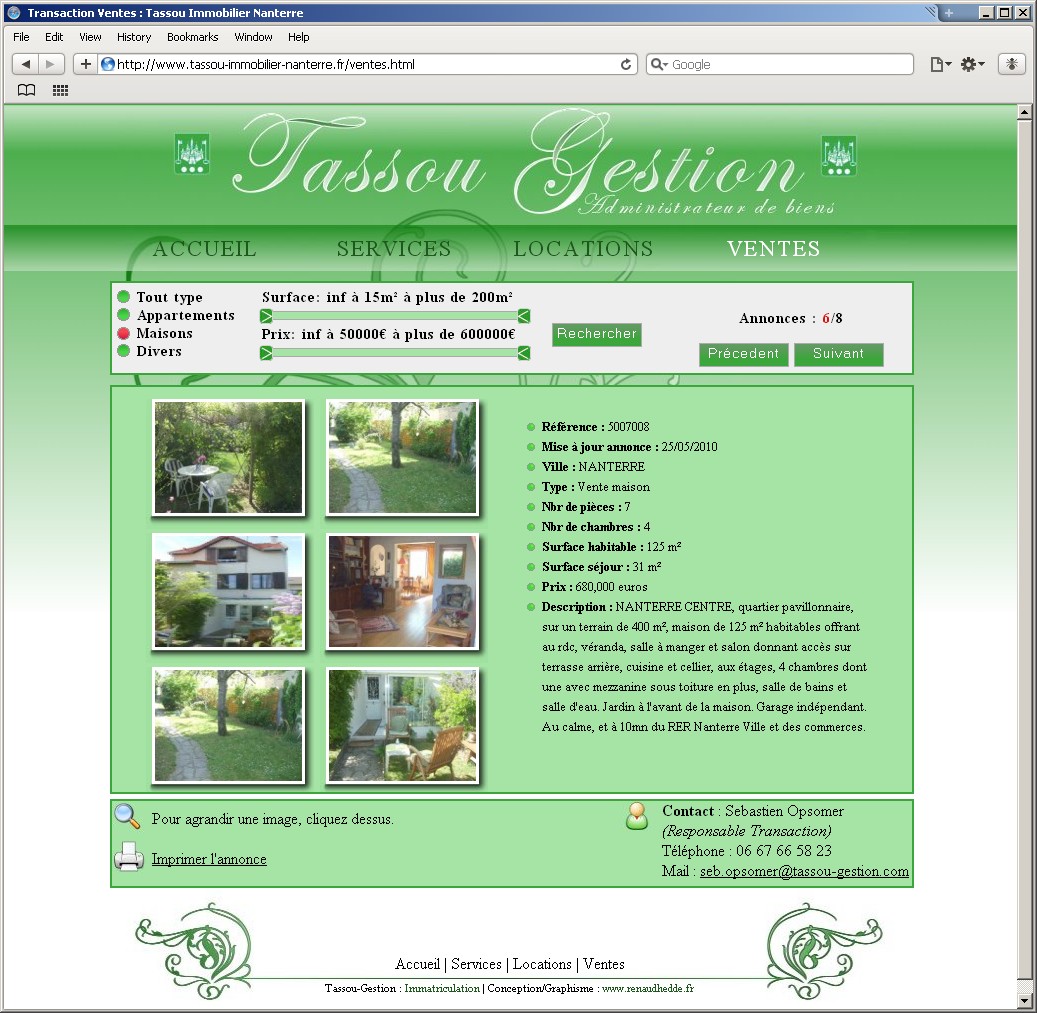 Transaction Ventes : Tassou Immobilier Nanterre
File Edit View History Bookmarks Window Help
http://www.tassou-immobilier-nanterre.fr/ventes.html
Google
Tassou Gestion
Administrateur de biens
ACCUEIL SERVICES LOCATIONS VENTES
Tout type
Appartements
Maisons
Divers
Surface: inf à 15m² à plus de 200m²
Prix: inf à 50000€ à plus de 600000€
Rechercher
Annonces : 6/8
Précedent Suivant
Référence : 5007008
Mise à jour annonce : 25/05/2010
Ville : NANTERRE
Type : Vente maison
Nbr de pièces : 7
Nbr de chambres : 4
Surface habitable : 125 m²
Surface séjour : 31 m²
Prix : 680,000 euros
Description : NANTERRE CENTRE, quartier pavillonnaire,
sur un terrain de 400 m², maison de 125 m² habitables offrant
au rdc, véranda, salle à manger et salon donnant accès sur
terrasse arrière, cuisine et cellier, aux étages, 4 chambres dont
une avec mezzanine sous toiture en plus, salle de bains et
salle d'eau. Jardin à l'avant de la maison. Garage indépendant.
Au calme, et à 10mn du RER Nanterre Ville et des commerces.
Pour agrandir une image, cliquez dessus.
Imprimer l'annonce
Contact : Sebastien Opsomer
(Responsable Transaction)
Téléphone : 06 67 66 58 23
Mail : seb.opsomer@tassou-gestion.com
Accueil | Services | Locations | Ventes
Tassou-Gestion : Immatriculation | Conception/Graphisme : www.renaudhedde.fr